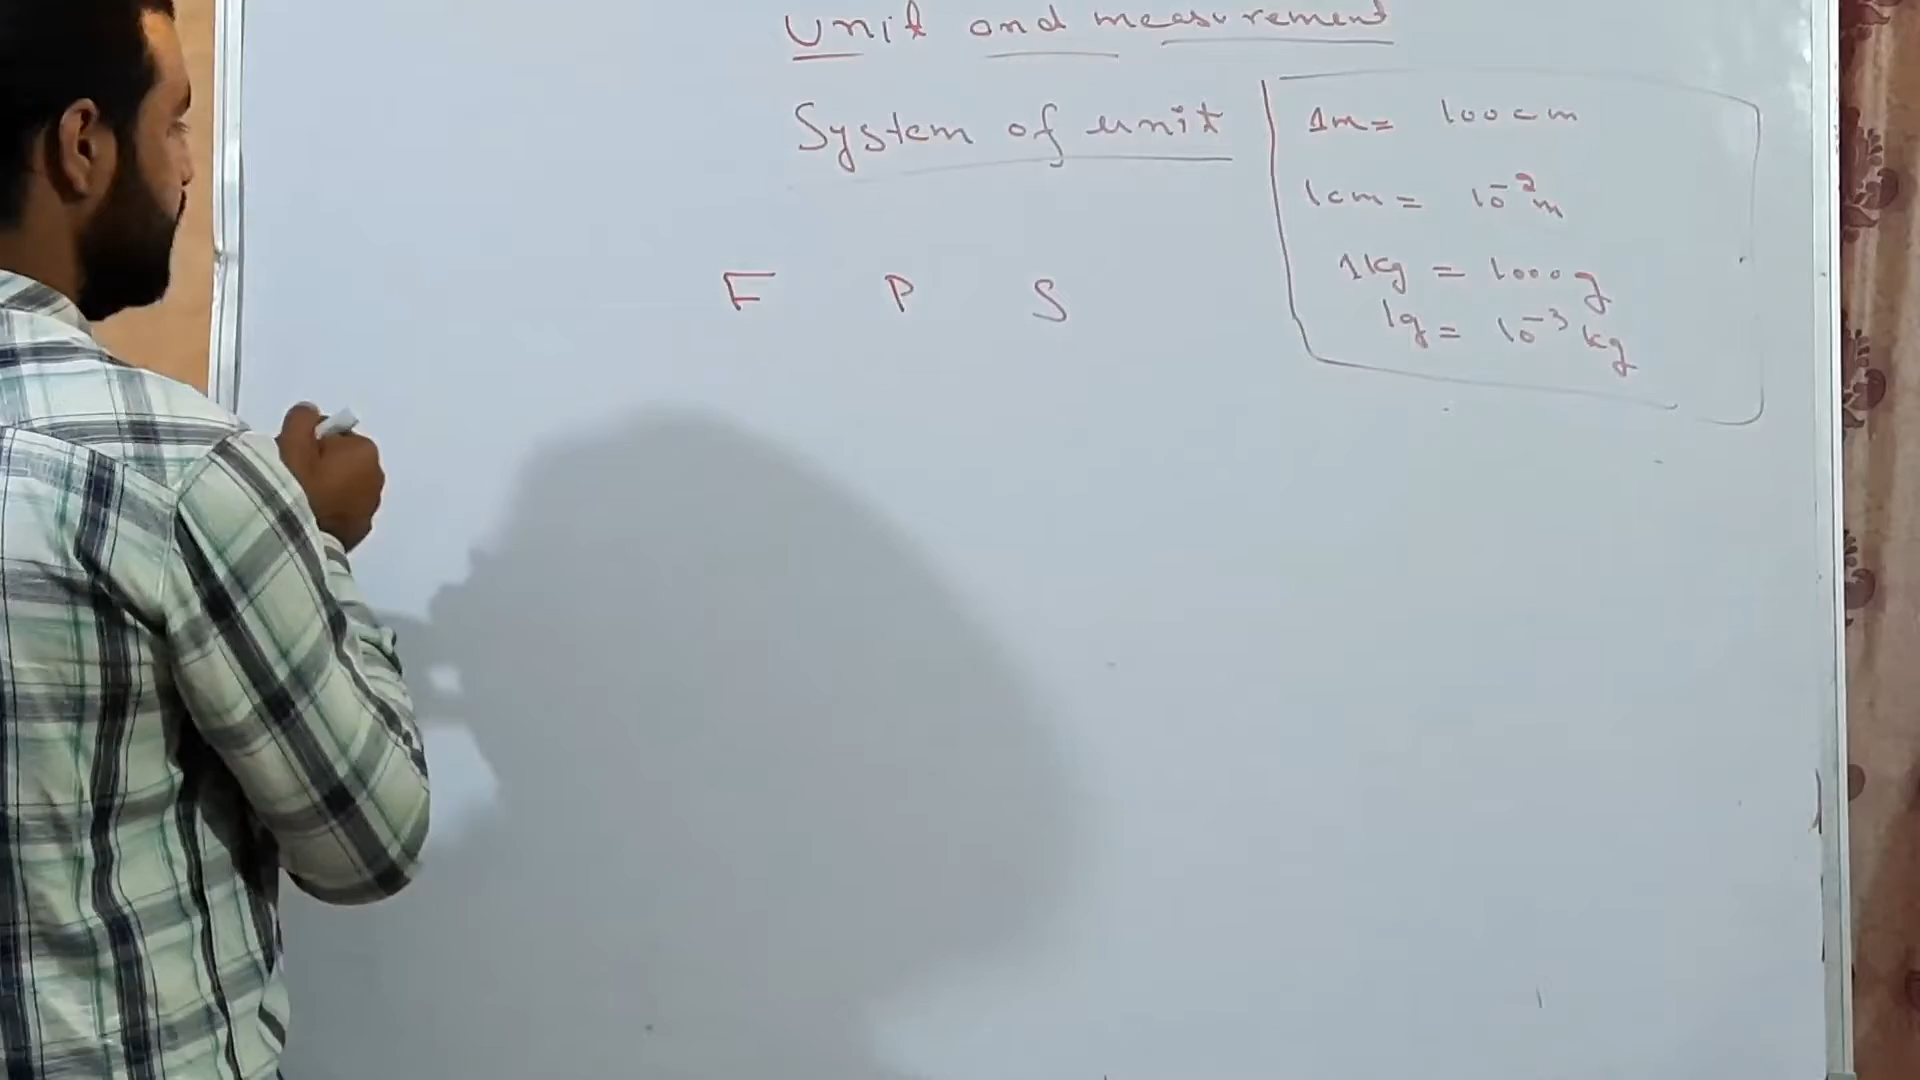 Unit and measurement
System of unit
1m = 100cm
1cm = 10⁻²m
1kg = 1000g
1g = 10⁻³kg
F P S